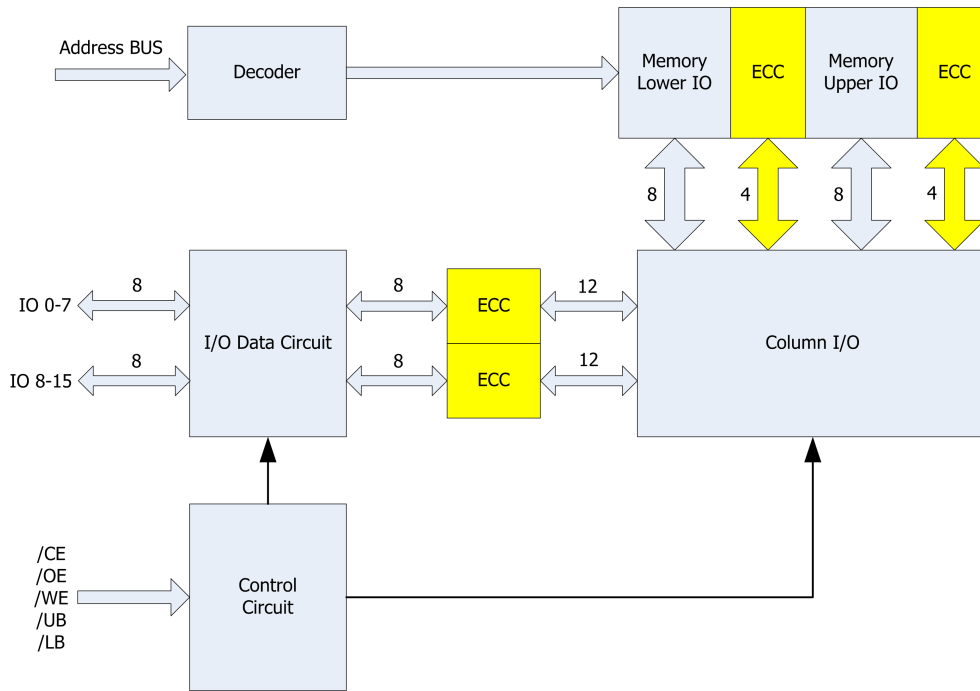 Address BUS
Decoder
Memory
Lower IO
ECC
Memory
Upper IO
ECC
8
4
8
4
IO 0-7
8
8
ECC
12
I/O Data Circuit
Column I/O
IO 8-15
8
8
ECC
12
/CE
/OE
/WE
/UB
/LB
Control
Circuit